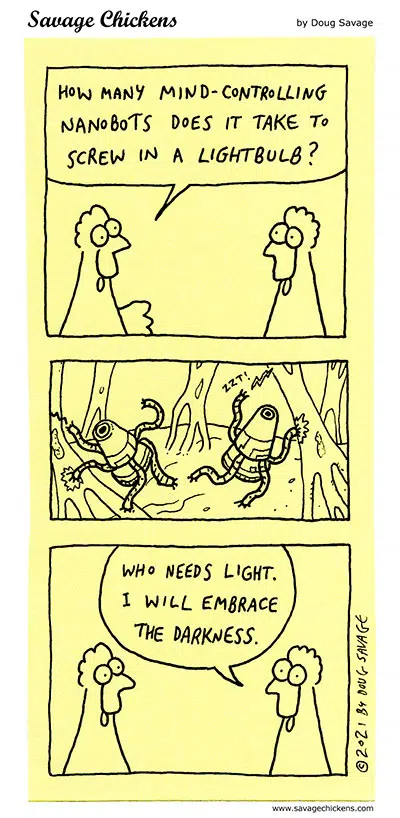 Savage Chickens
by Doug Savage
HOW MANY MIND-CONTROLLING
NANOBOTS DOES IT TAKE TO
SCREW IN A LIGHTBULB?
ZZT!
WHO NEEDS LIGHT.
I WILL EMBRACE
THE DARKNESS.
©2021 BY DOUG SAVAGE
www.savagechickens.com